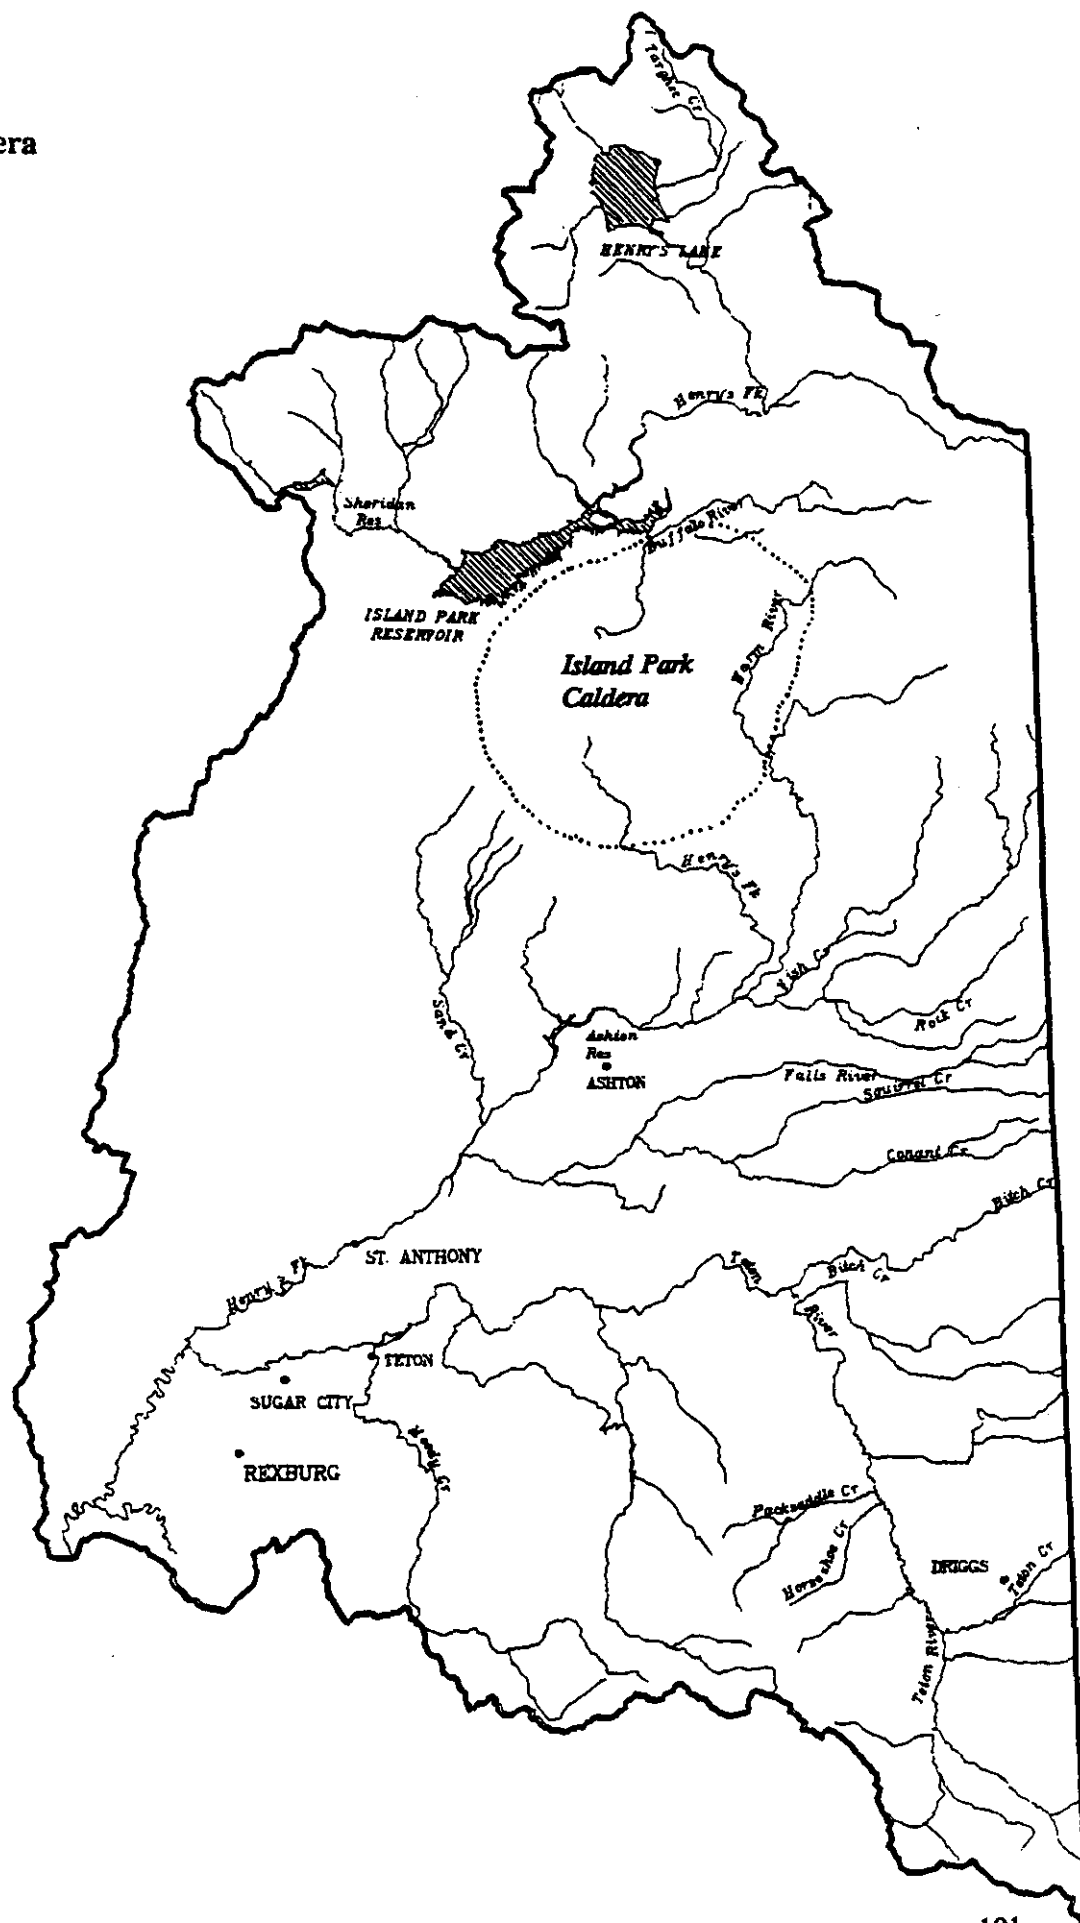 era
Targhee Cr
HENRY'S LAKE
Henry's Fk
Sheridan
Res
Buffalo River
ISLAND PARK
RESERVOIR
Warm River
Island Park
Caldera
Henry's Fk
Fish Cr
Sand Cr
Rock Cr
Ashton
Res
ASHTON
Falls River
Squirrel Cr
Conant Cr
Bitch Cr
ST. ANTHONY
Teton
Bitch Cr
Henry's Fk
River
TETON
SUGAR CITY
Moody Cr
REXBURG
Packsaddle Cr
Horseshoe Cr
DRIGGS
Teton Cr
Teton River